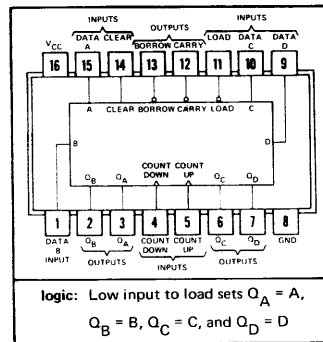 INPUTS OUTPUTS INPUTS
DATA CLEAR BORROW CARRY LOAD DATA DATA
VCC A C D
16 15 14 13 12 11 10 9
A CLEAR BORROW CARRY LOAD C
B D
COUNT COUNT
QB QA DOWN UP QC QD
1 2 3 4 5 6 7 8
DATA QB QA COUNT COUNT QC QD GND
B DOWN UP
INPUT OUTPUTS INPUTS OUTPUTS
logic: Low input to load sets QA = A,
QB = B, QC = C, and QD = D